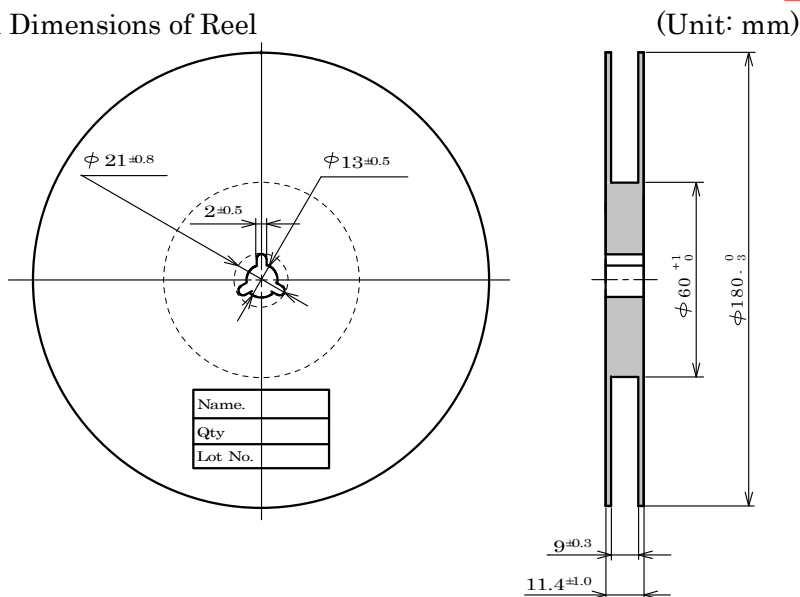 Dimensions of Reel
(Unit: mm)
ϕ 21±0.8
ϕ13±0.5
2±0.5
ϕ60 +1 0
ϕ180. 0 3
Name.
Qty
Lot No.
9±0.3
11.4±1.0